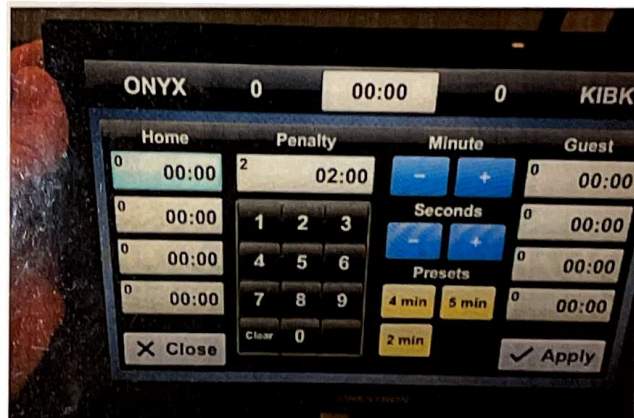 ONYX 0 00:00 0 KIBK
Home Penalty Minute Guest
0 00:00 2 02:00 - + 0 00:00
0 00:00 1 2 3 Seconds 0 00:00
0 00:00 4 5 6 - + 0 00:00
0 00:00 7 8 9 Presets 0 00:00
4 min 5 min
Clear 0 2 min
X Close ✓ Apply